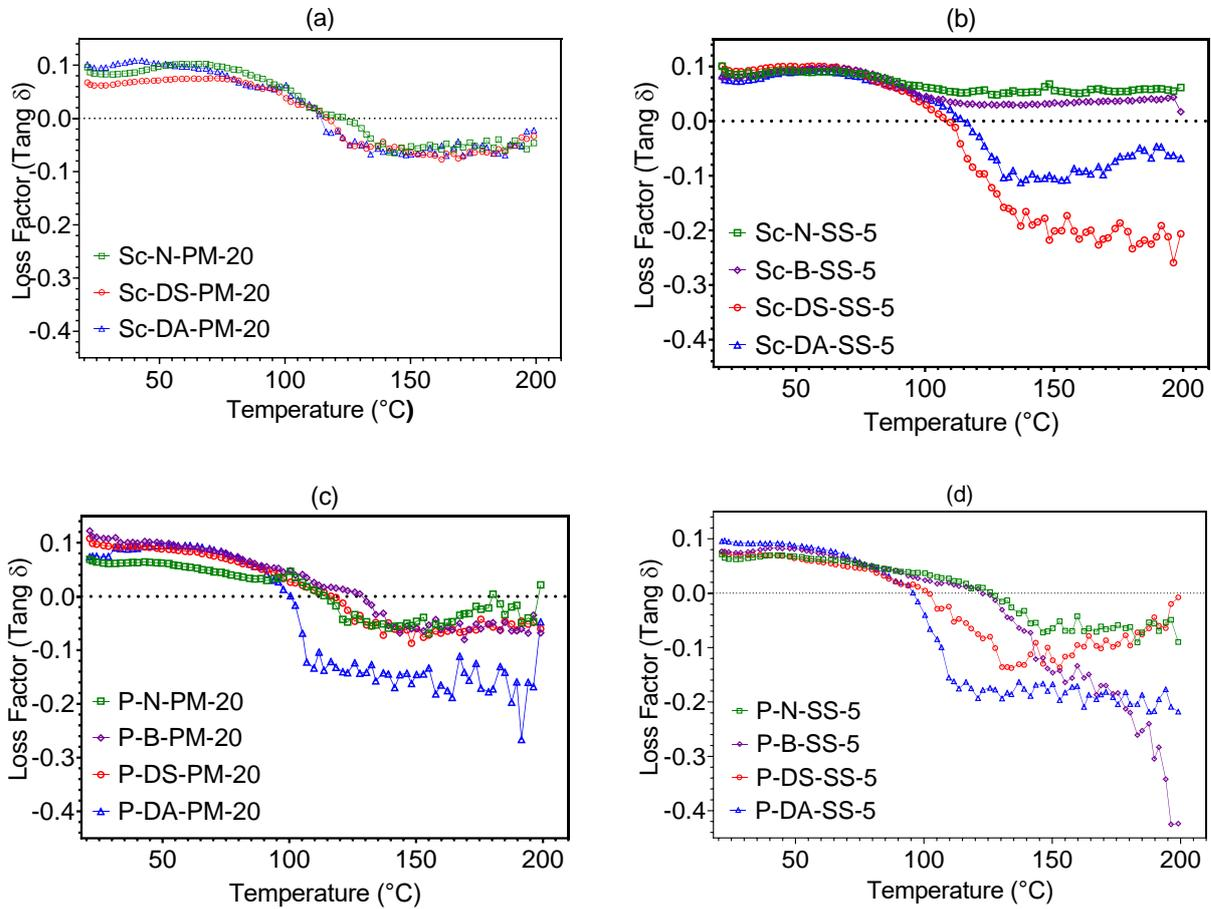 (a)
Loss Factor (Tang δ)
0.1
0.0
-0.1
-0.2
-0.3
-0.4
Sc-N-PM-20
Sc-DS-PM-20
Sc-DA-PM-20
50 100 150 200
Temperature (°C)
(b)
Loss Factor (Tang δ)
0.1
0.0
-0.1
-0.2
-0.3
-0.4
Sc-N-SS-5
Sc-B-SS-5
Sc-DS-SS-5
Sc-DA-SS-5
50 100 150 200
Temperature (°C)
(c)
Loss Factor (Tang δ)
0.1
0.0
-0.1
-0.2
-0.3
-0.4
P-N-PM-20
P-B-PM-20
P-DS-PM-20
P-DA-PM-20
50 100 150 200
Temperature (°C)
(d)
Loss Factor (Tang δ)
0.1
0.0
-0.1
-0.2
-0.3
-0.4
P-N-SS-5
P-B-SS-5
P-DS-SS-5
P-DA-SS-5
50 100 150 200
Temperature (°C)